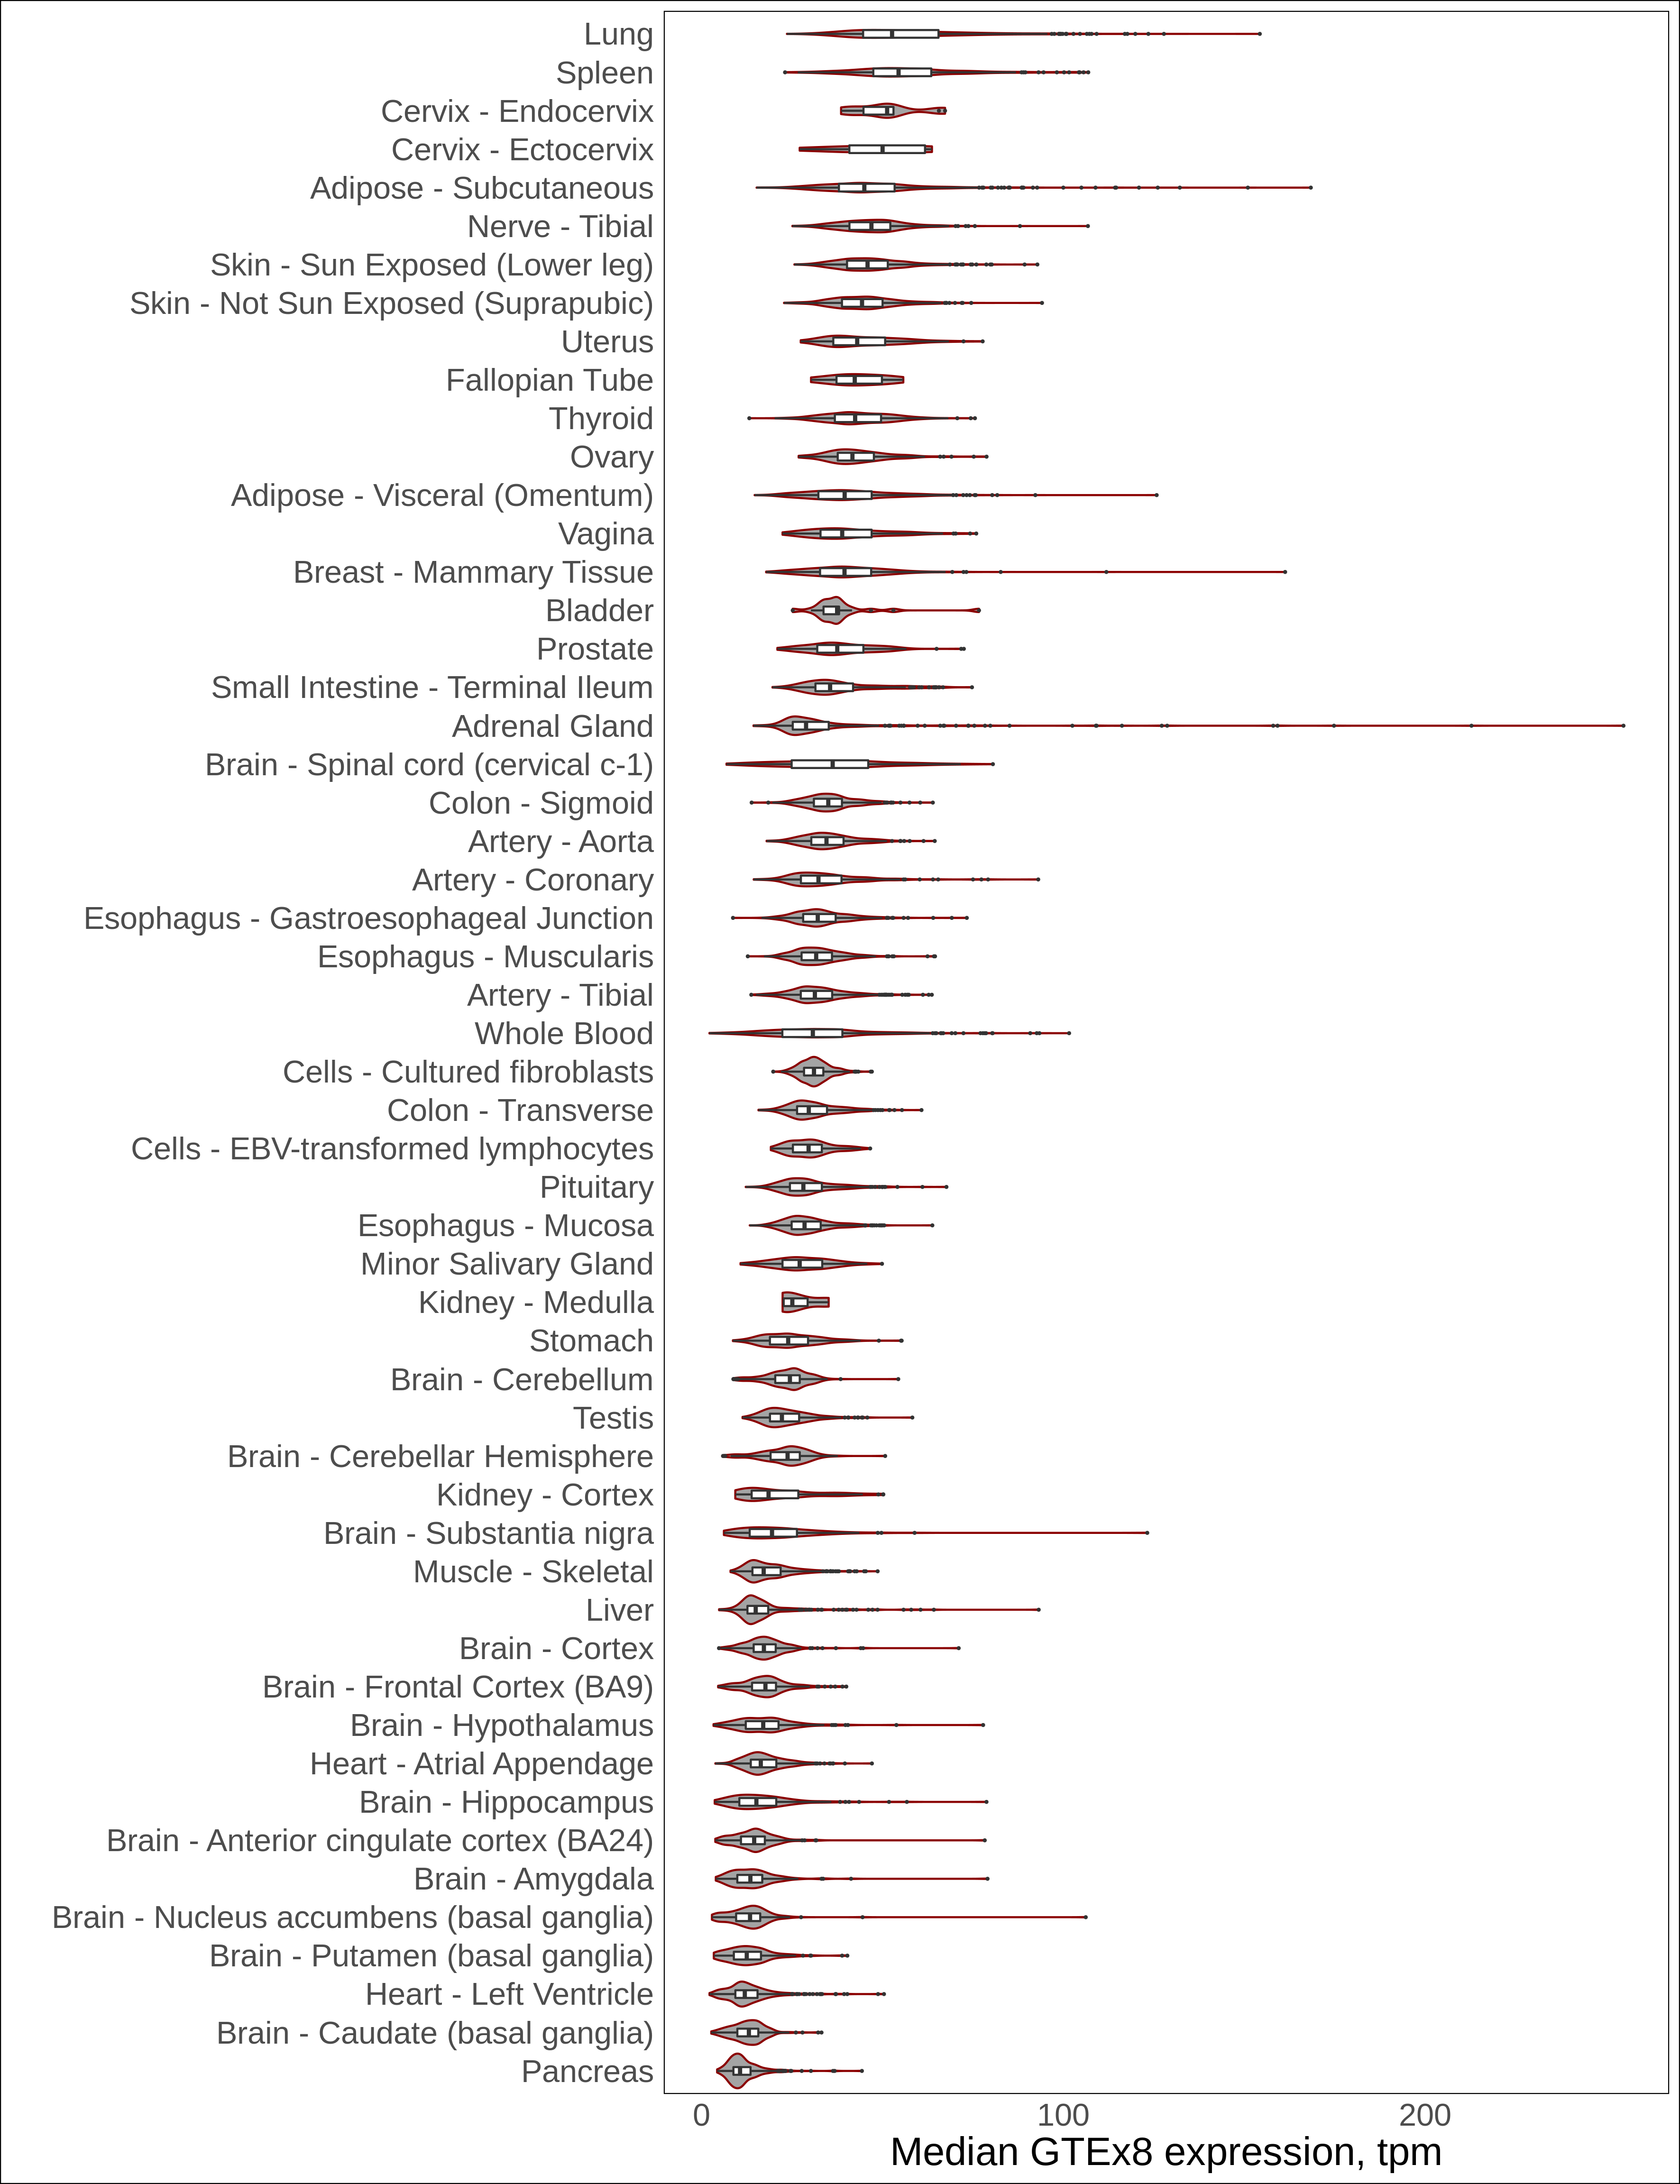 Lung
Spleen
Cervix - Endocervix
Cervix - Ectocervix
Adipose - Subcutaneous
Nerve - Tibial
Skin - Sun Exposed (Lower leg)
Skin - Not Sun Exposed (Suprapubic)
Uterus
Fallopian Tube
Thyroid
Ovary
Adipose - Visceral (Omentum)
Vagina
Breast - Mammary Tissue
Bladder
Prostate
Small Intestine - Terminal Ileum
Adrenal Gland
Brain - Spinal cord (cervical c-1)
Colon - Sigmoid
Artery - Aorta
Artery - Coronary
Esophagus - Gastroesophageal Junction
Esophagus - Muscularis
Artery - Tibial
Whole Blood
Cells - Cultured fibroblasts
Colon - Transverse
Cells - EBV-transformed lymphocytes
Pituitary
Esophagus - Mucosa
Minor Salivary Gland
Kidney - Medulla
Stomach
Brain - Cerebellum
Testis
Brain - Cerebellar Hemisphere
Kidney - Cortex
Brain - Substantia nigra
Muscle - Skeletal
Liver
Brain - Cortex
Brain - Frontal Cortex (BA9)
Brain - Hypothalamus
Heart - Atrial Appendage
Brain - Hippocampus
Brain - Anterior cingulate cortex (BA24)
Brain - Amygdala
Brain - Nucleus accumbens (basal ganglia)
Brain - Putamen (basal ganglia)
Heart - Left Ventricle
Brain - Caudate (basal ganglia)
Pancreas
0 100 200
Median GTEx8 expression, tpm